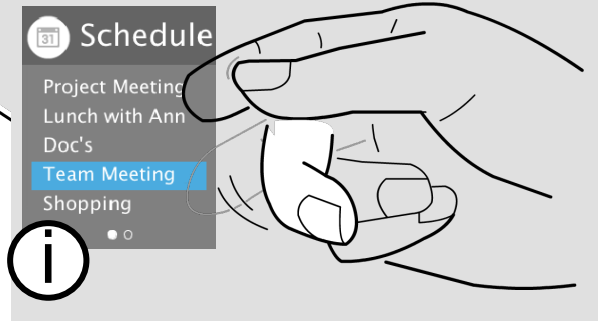 31
Schedule
Project Meeting
Lunch with Ann
Doc's
Team Meeting
Shopping
i